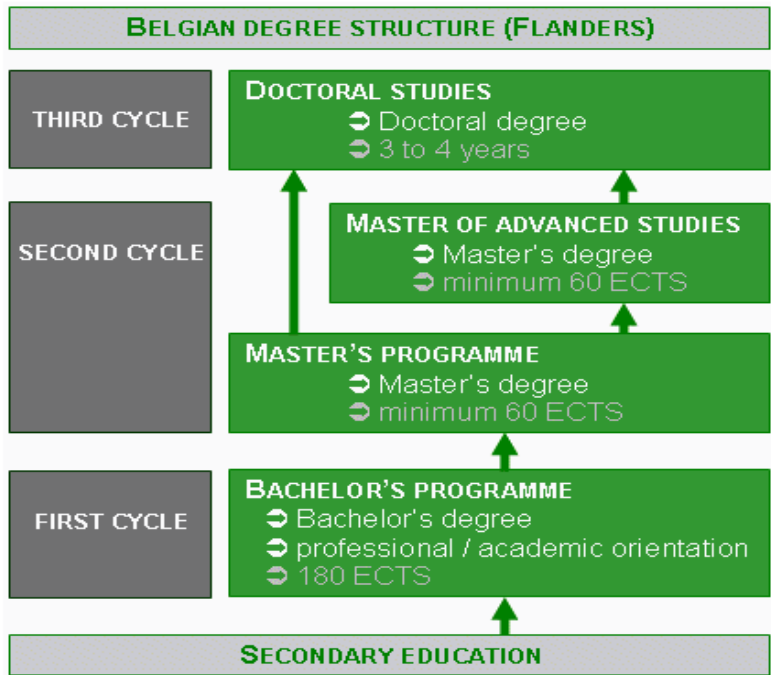 BELGIAN DEGREE STRUCTURE (FLANDERS)
THIRD CYCLE
DOCTORAL STUDIES
➲ Doctoral degree
➲ 3 to 4 years
SECOND CYCLE
MASTER OF ADVANCED STUDIES
➲ Master's degree
➲ minimum 60 ECTS
MASTER'S PROGRAMME
➲ Master's degree
➲ minimum 60 ECTS
FIRST CYCLE
BACHELOR'S PROGRAMME
➲ Bachelor's degree
➲ professional / academic orientation
➲ 180 ECTS
SECONDARY EDUCATION